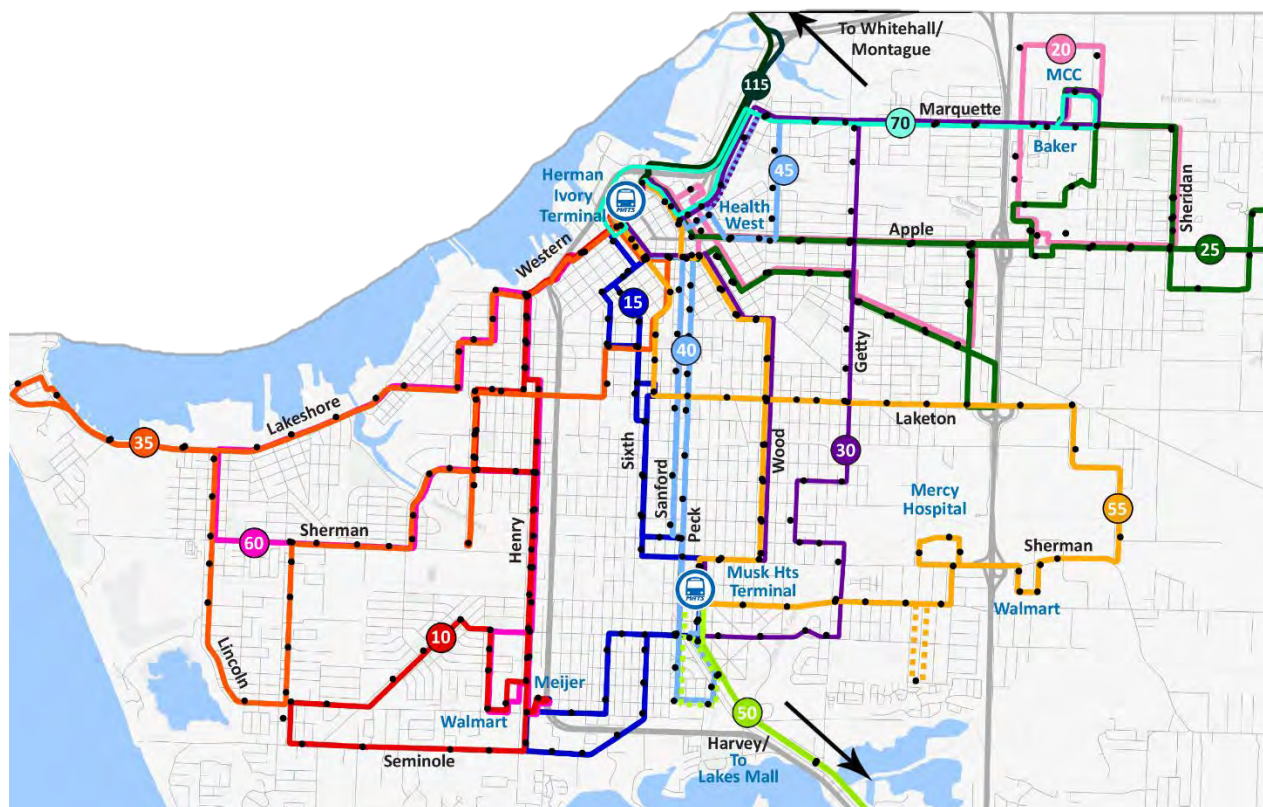 To Whitehall/
Montague
20
MCC
115
Marquette
70
Baker
45
Herman
Ivory
Terminal
MATS
Health
West
Apple
Sheridan
25
Western
15
40
Getty
Lakeshore
35
Laketon
30
Sixth
Sanford
Peck
Wood
Mercy
Hospital
55
Sherman
60
Henry
Sherman
Musk Hts
Terminal
MATS
Walmart
10
Lincoln
Meijer
Walmart
50
Seminole
Harvey/
To
Lakes Mall